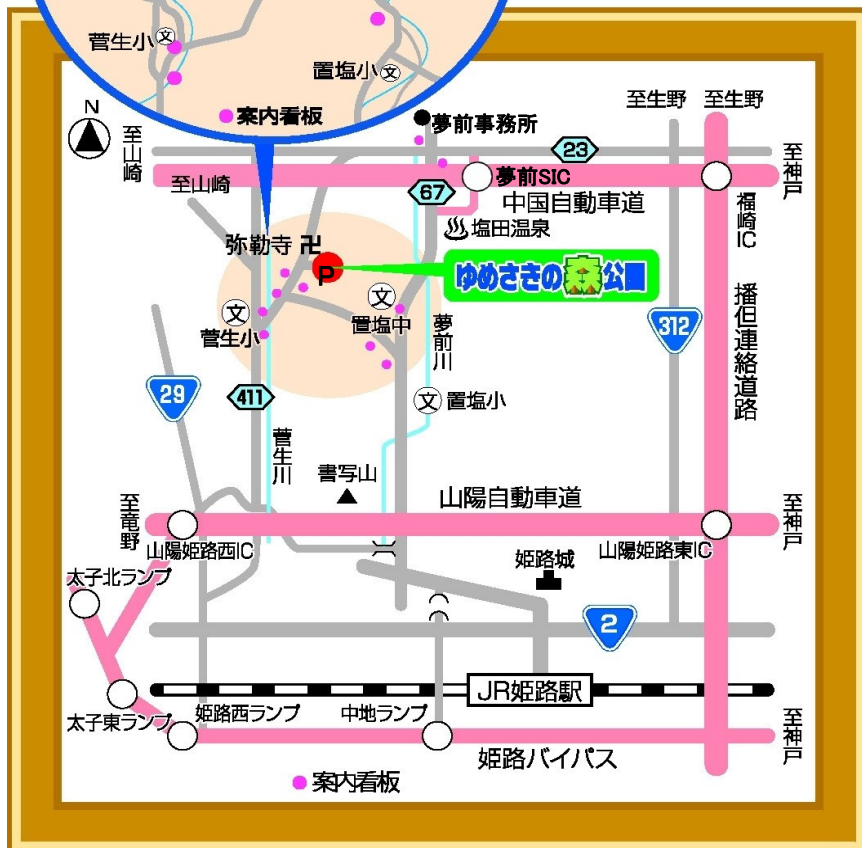 菅生小
文
置塩小
文
案内看板
N
至山崎
至山崎
夢前事務所
至生野
至生野
23
67
夢前SIC
中国自動車道
至神戸
福崎IC
塩田温泉
弥勒寺
卍
P
ゆめさきの森公園
文
菅生小
文
置塩中
夢前川
文
置塩小
312
播但連絡道路
29
411
菅生川
書写山
山陽自動車道
至竜野
至神戸
山陽姫路西IC
山陽姫路東IC
太子北ランプ
姫路城
2
JR姫路駅
太子東ランプ
姫路西ランプ
中地ランプ
姫路バイパス
至神戸
案内看板